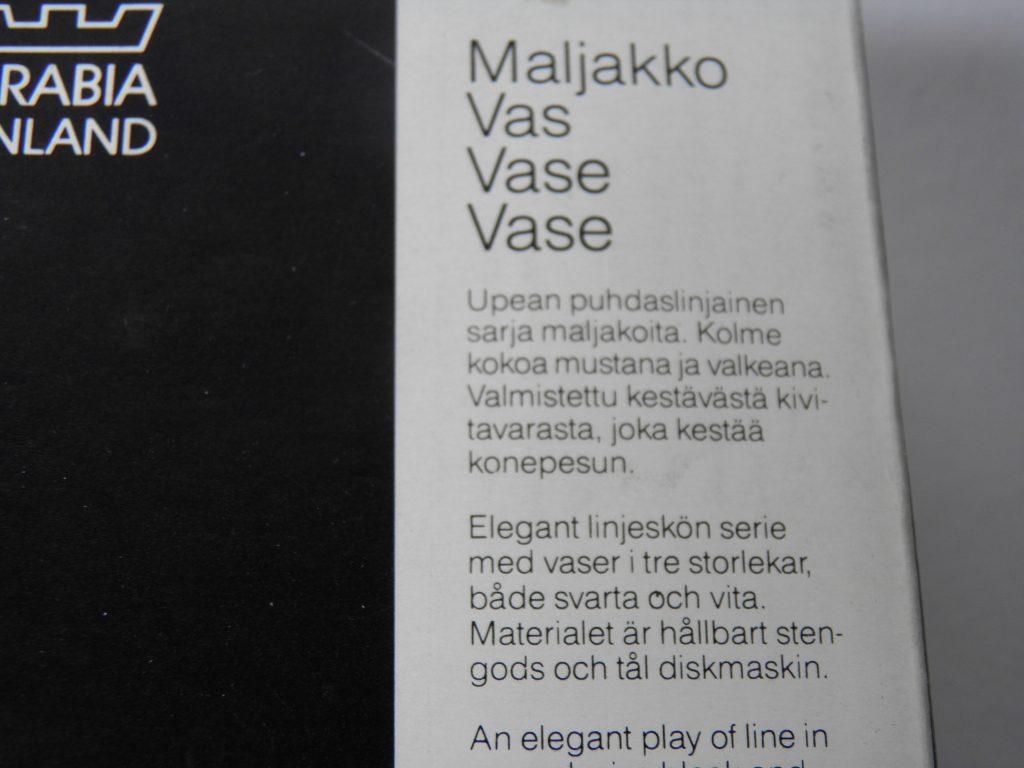 RABIA
NLAND
Maljakko
Vas
Vase
Vase
Upean puhdaslinjainen
sarja maljakoita. Kolme
kokoa mustana ja valkeana.
Valmistettu kestävästä kivi-
tavarasta, joka kestää
konepesun.
Elegant linjeskön serie
med vaser i tre storlekar,
både svarta och vita.
Materialet är hållbart sten-
gods och tål diskmaskin.
An elegant play of line in